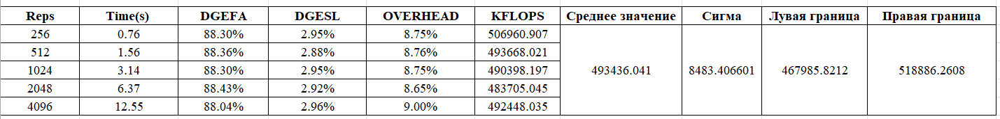 Reps Time(s) DGEFA DGESL OVERHEAD KFLOPS Среднее значение Сигма Лувая граница Правая граница
256 0.76 88.30% 2.95% 8.75% 506960.907
512 1.56 88.36% 2.88% 8.76% 493668.021
1024 3.14 88.30% 2.95% 8.75% 490398.197 493436.041 8483.406601 467985.8212 518886.2608
2048 6.37 88.43% 2.92% 8.65% 483705.045
4096 12.55 88.04% 2.96% 9.00% 492448.035